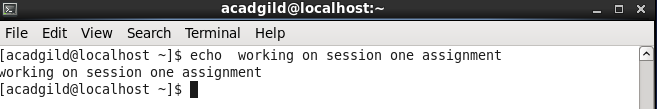 acadgild@localhost:~
File Edit View Search Terminal Help
[acadgild@localhost ~]$ echo  working on session one assignment
working on session one assignment
[acadgild@localhost ~]$